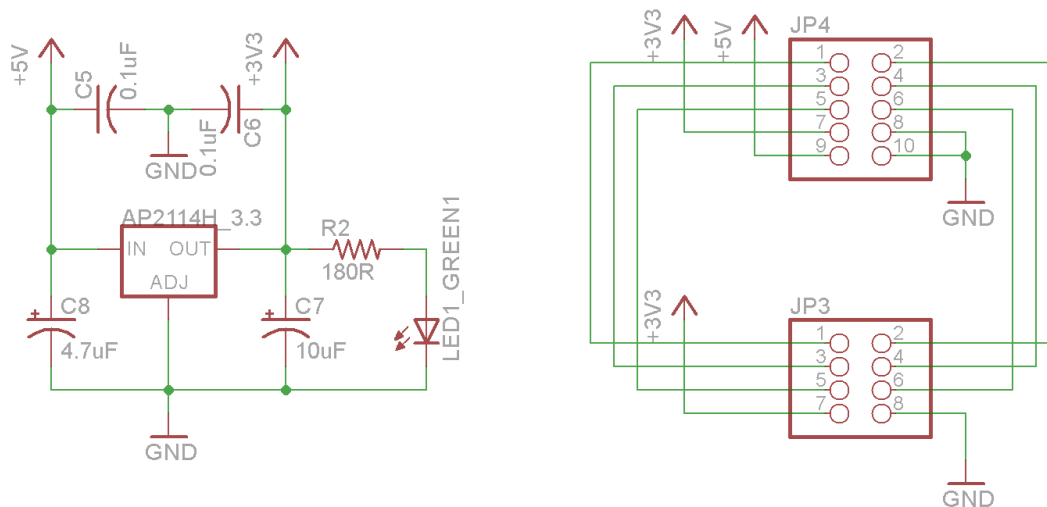 +5V
C5
0.1uF
+3V3
GND
0.1uF
C6
AP2114H_3.3
IN OUT
ADJ
R2
180R
LED1_GREEN1
C8
4.7uF
C7
10uF
GND
+3V3
+5V
JP4
1 2
3 4
5 6
7 8
9 10
GND
+3V3
JP3
1 2
3 4
5 6
7 8
GND